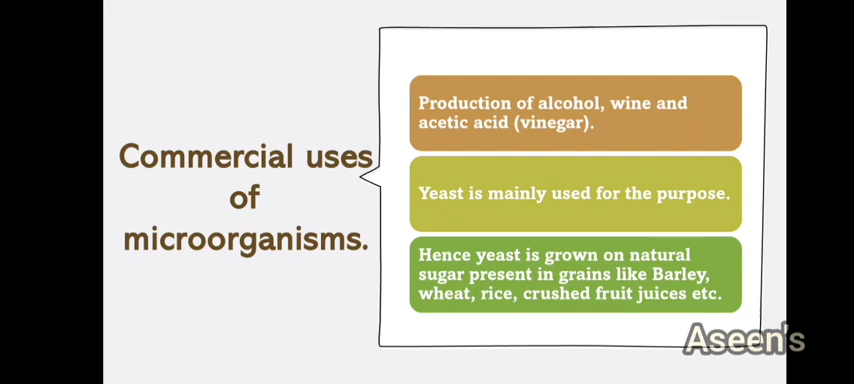 Commercial uses
of
microorganisms.
Production of alcohol, wine and
acetic acid (vinegar).
Yeast is mainly used for the purpose.
Hence yeast is grown on natural
sugar present in grains like Barley,
wheat, rice, crushed fruit juices etc.
Aseen's